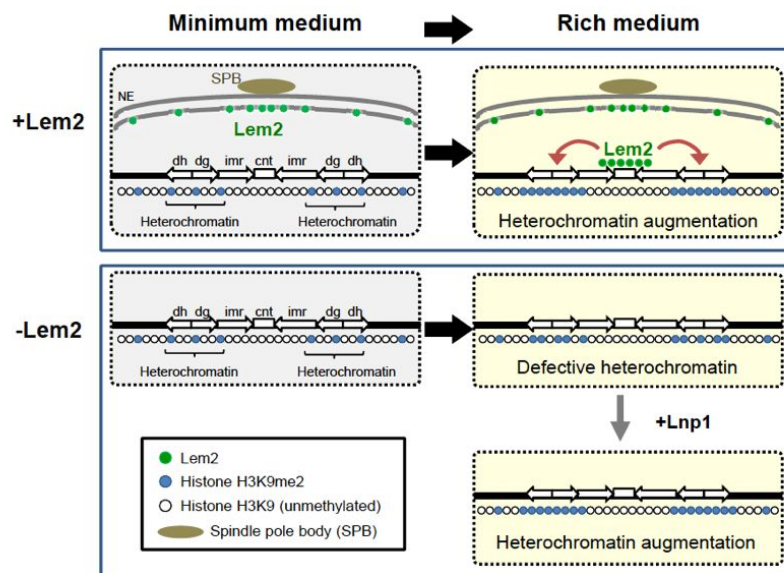 Minimum medium
Rich medium
+Lem2
SPB
NE
Lem2
dh dg imr cnt imr dg dh
Heterochromatin
Heterochromatin
Lem2
Heterochromatin augmentation
-Lem2
dh dg imr cnt imr dg dh
Heterochromatin
Heterochromatin
Defective heterochromatin
+Lnp1
Lem2
Histone H3K9me2
Histone H3K9 (unmethylated)
Spindle pole body (SPB)
Heterochromatin augmentation